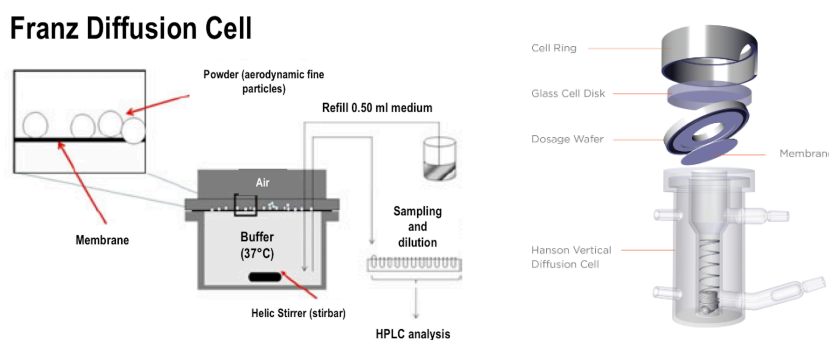 Franz Diffusion Cell
Powder (aerodynamic fine
particles)
Refill 0.50 ml medium
Air
Membrane
Buffer
(37°C)
Sampling
and
dilution
Helic Stirrer (stirbar)
HPLC analysis
Cell Ring
Glass Cell Disk
Dosage Wafer
Membrane
Hanson Vertical
Diffusion Cell